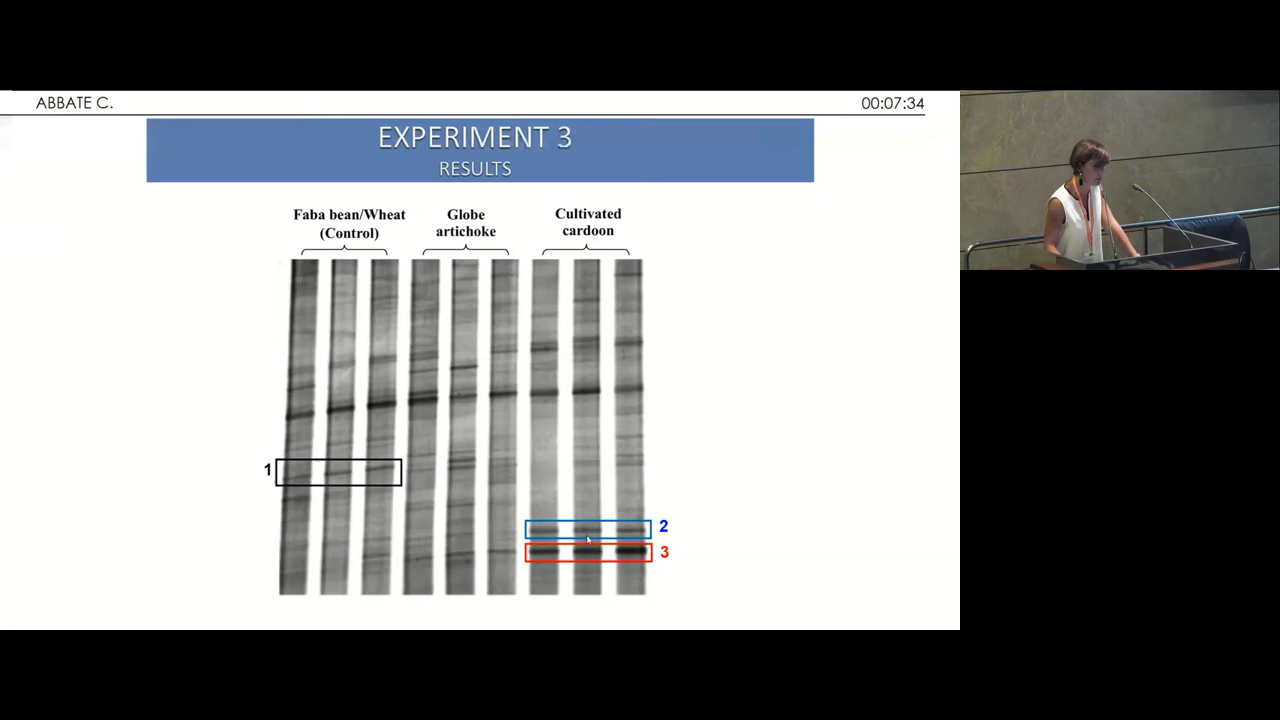 ABBATE C.
00:07:34
EXPERIMENT 3
RESULTS
Faba bean/Wheat
(Control)
Globe
artichoke
Cultivated
cardoon
1
2
3